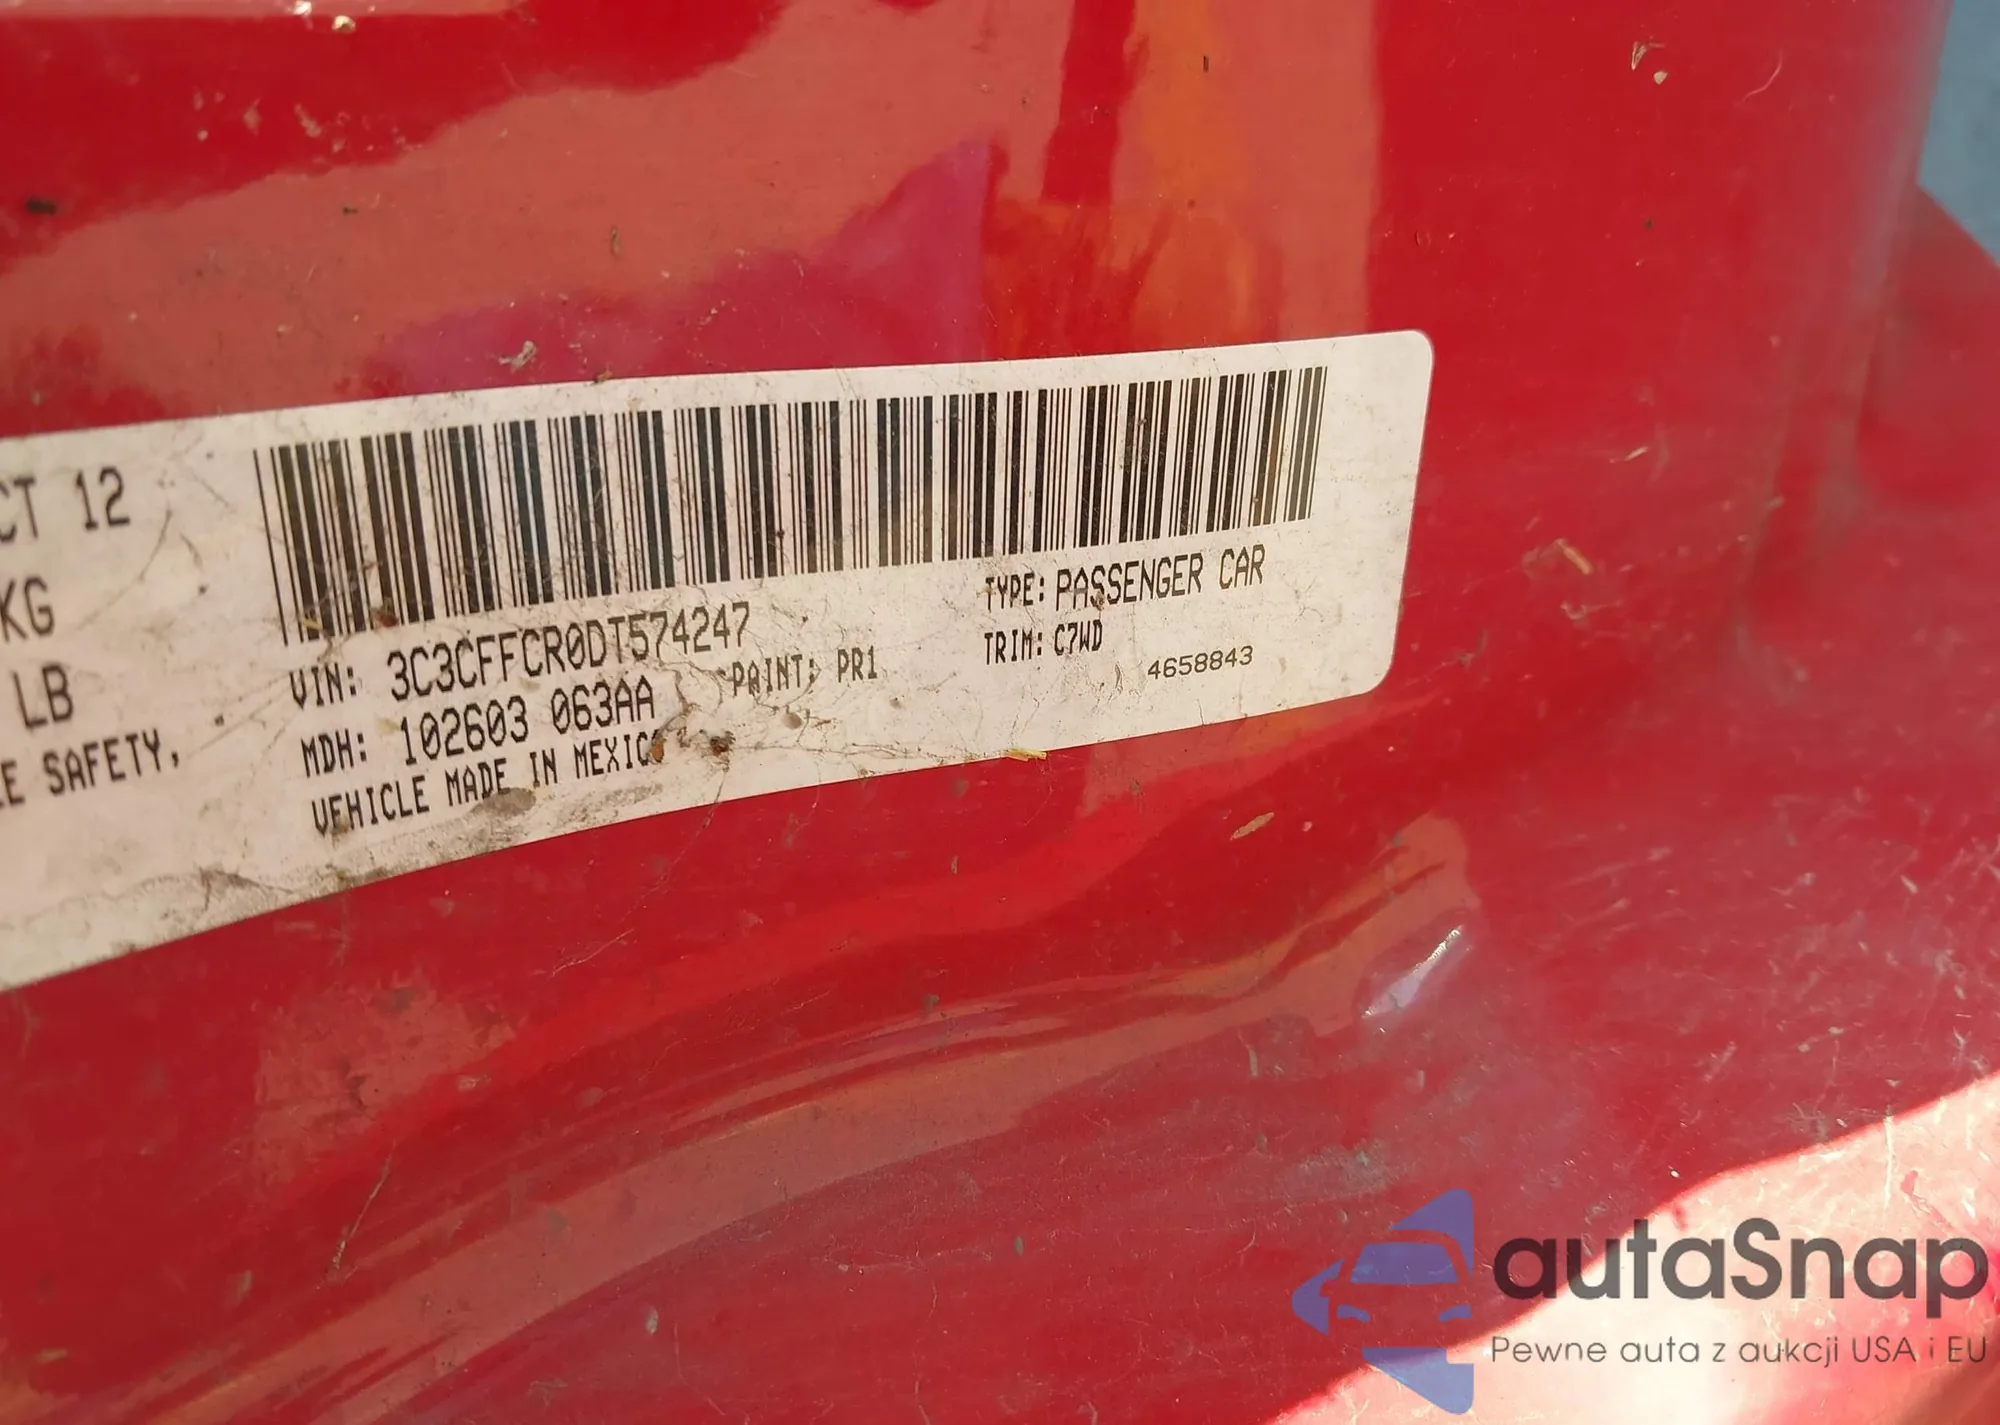 CT 12
KG
LB
E SAFETY,
VIN: 3C3CFFCR0DT574247
TYPE: PASSENGER CAR
MDH: 102603 063AA
PAINT: PR1
TRIM: C7WD
4658843
VEHICLE MADE IN MEXICO
autaSnap
Pewne auta z aukcji USA i EU